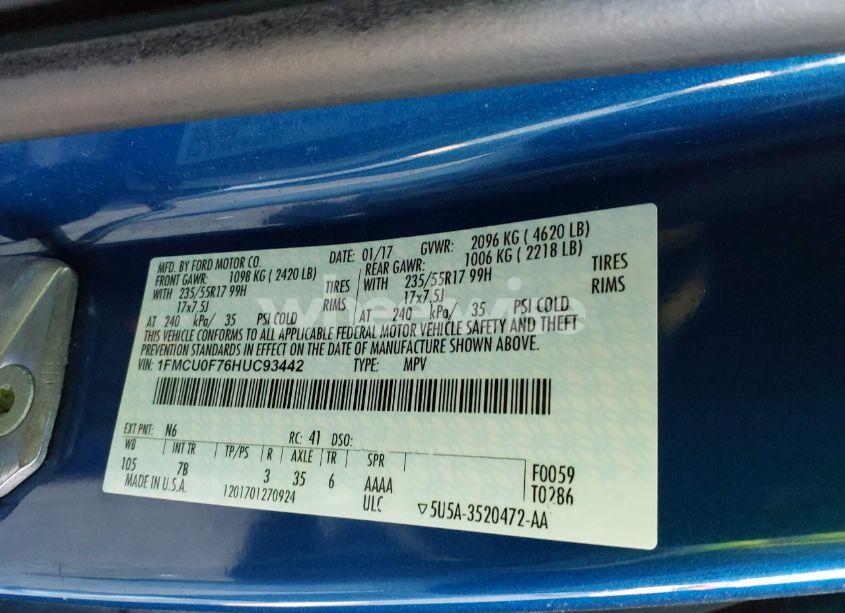 MFD. BY FORD MOTOR CO. DATE: 01/17 GVWR: 2096 KG ( 4620 LB)
FRONT GAWR: 1098 KG ( 2420 LB) REAR GAWR: 1006 KG ( 2218 LB)
WITH 235/55R17 99H TIRES WITH 235/55R17 99H TIRES
17x7.5J RIMS 17x7.5J RIMS
AT 240 kPa/ 35 PSI COLD AT 240 kPa/ 35 PSI COLD
THIS VEHICLE CONFORMS TO ALL APPLICABLE FEDERAL MOTOR VEHICLE SAFETY AND THEFT
PREVENTION STANDARDS IN EFFECT ON THE DATE OF MANUFACTURE SHOWN ABOVE.
VIN: 1FMCU0F76HUC93442 TYPE: MPV
EXT PNT: N6 RC: 41 DSO:
WB INT TR TP/PS R AXLE TR SPR
105 7B 3 35 6 AAAA F0059
MADE IN U.S.A. 1201701270924 ULC T0286
▽5U5A-3520472-AA